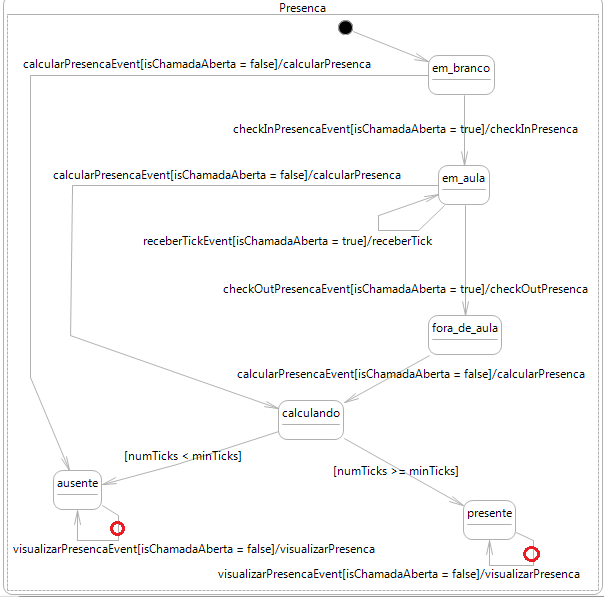 Presenca
calcularPresencaEvent[isChamadaAberta = false]/calcularPresenca
em_branco
checkInPresencaEvent[isChamadaAberta = true]/checkInPresenca
calcularPresencaEvent[isChamadaAberta = false]/calcularPresenca
em_aula
receberTickEvent[isChamadaAberta = true]/receberTick
checkOutPresencaEvent[isChamadaAberta = true]/checkOutPresenca
fora_de_aula
calcularPresencaEvent[isChamadaAberta = false]/calcularPresenca
calculando
[numTicks < minTicks]
[numTicks >= minTicks]
ausente
presente
visualizarPresencaEvent[isChamadaAberta = false]/visualizarPresenca
visualizarPresencaEvent[isChamadaAberta = false]/visualizarPresenca